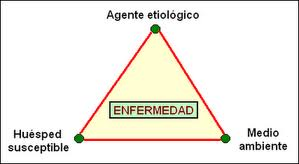 Agente etiológico
ENFERMEDAD
Huésped
susceptible
Medio
ambiente